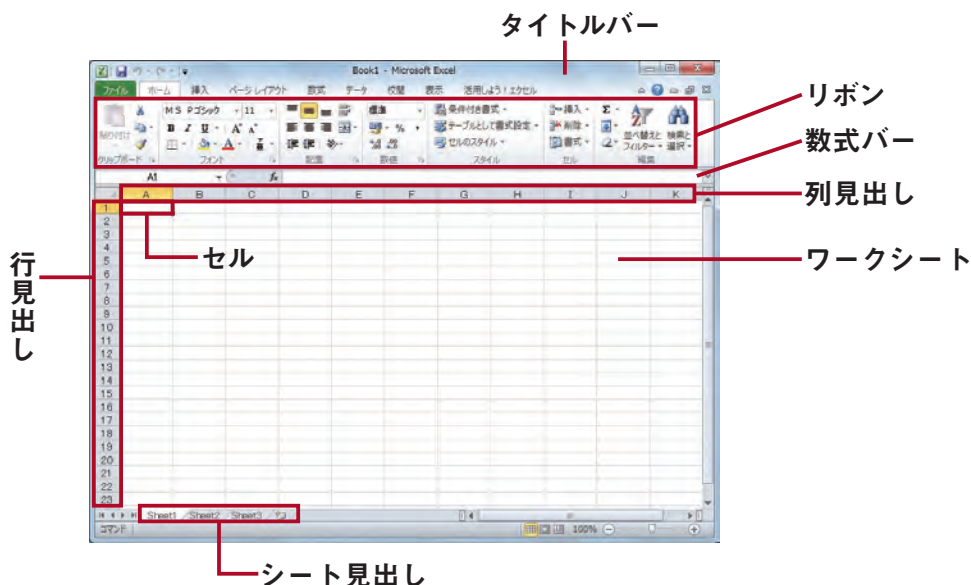 タイトルバー
Book1 - Microsoft Excel
ファイル ホーム 挿入 ページ レイアウト 数式 データ 校閲 表示 活用しよう！エクセル
リボン
MS Pゴシック 11 標準 条件付き書式 挿入 Σ
B I U A A % , テーブルとして書式設定 削除
貼り付け A セルのスタイル 書式 並べ替えと フィルター 検索と 選択
クリップボード フォント 配置 数値 スタイル セル 編集
数式バー
A1 fx
列見出し
A B C D E F G H I J K
1
2
3
4
セル
ワークシート
行見出し
5
6
7
8
9
10
11
12
13
14
15
16
17
18
19
20
21
22
23
Sheet1 Sheet2 Sheet3
コマンド 100%
シート見出し